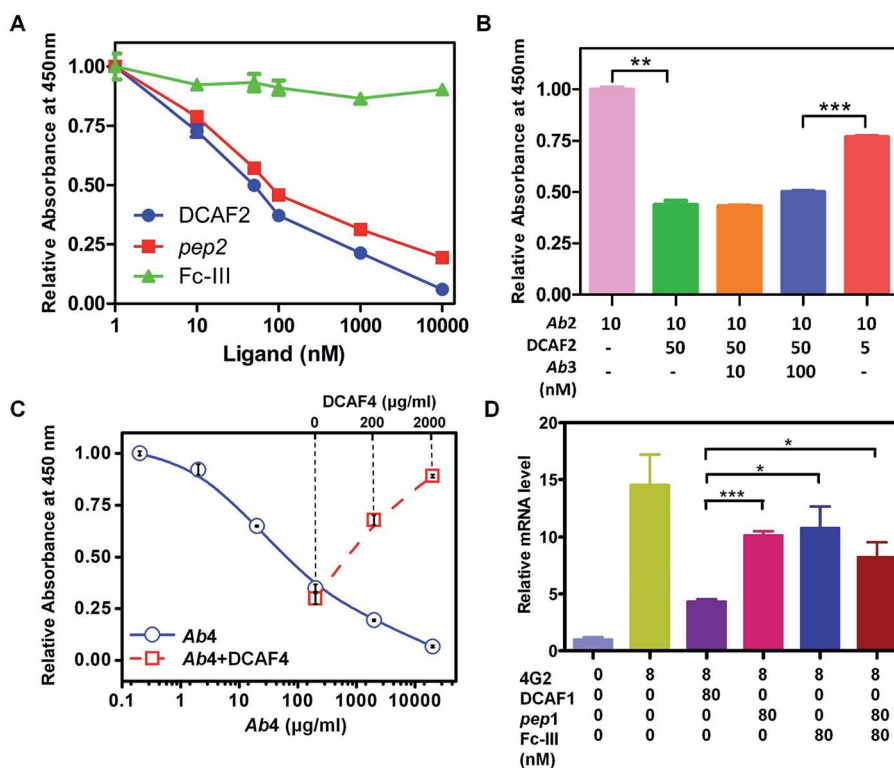 A
Relative Absorbance at 450nm
1.00
0.75
0.50
0.25
0.00
DCAF2
pep2
Fc-III
1 10 100 1000 10000
Ligand (nM)
B
Relative Absorbance at 450nm
1.00
0.75
0.50
0.25
0.00
**
***
Ab2 10 10 10 10 10
DCAF2 - 50 50 50 5
Ab3 - - 10 100 -
(nM)
C
Relative Absorbance at 450 nm
DCAF4 (µg/ml)
0 200 2000
1.00
0.75
0.50
0.25
0.00
Ab4
Ab4+DCAF4
0.1 1 10 100 1000 10000
Ab4 (µg/ml)
D
Relative mRNA level
20
15
10
5
0
*
*
***
4G2 0 8 8 8 8 8
DCAF1 0 0 80 0 0 0
pep1 0 0 0 80 0 80
Fc-III 0 0 0 0 80 80
(nM)